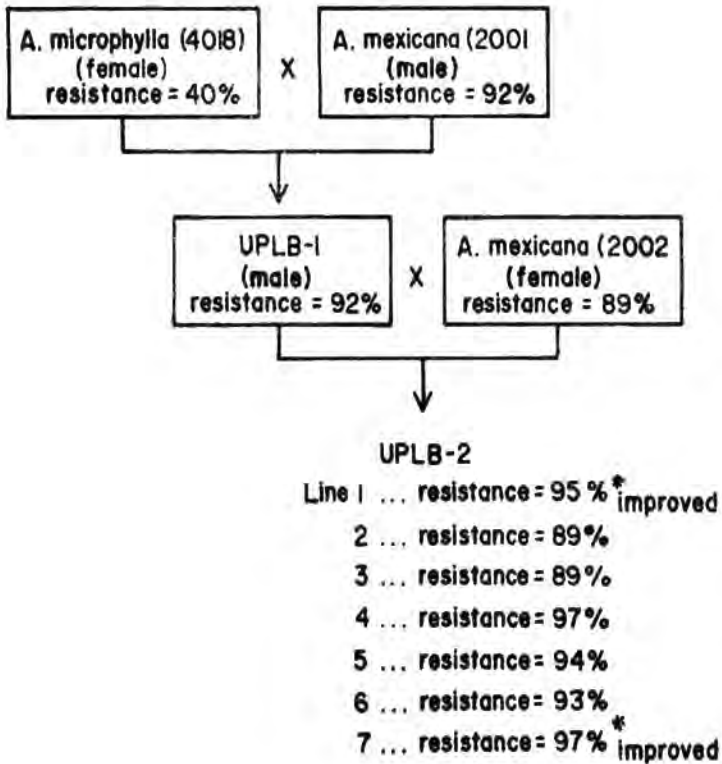 A. microphylla (4018)
(female)
resistance = 40%
X
A. mexicana (2001
(male)
resistance = 92%
UPLB-1
(male)
resistance = 92%
X
A. mexicana (2002
(female)
resistance = 89%
UPLB-2
Line 1 ... resistance = 95 % * improved
2 ... resistance = 89%
3 ... resistance = 89%
4 ... resistance = 97%
5 ... resistance = 94%
6 ... resistance = 93%
7 ... resistance = 97% * improved